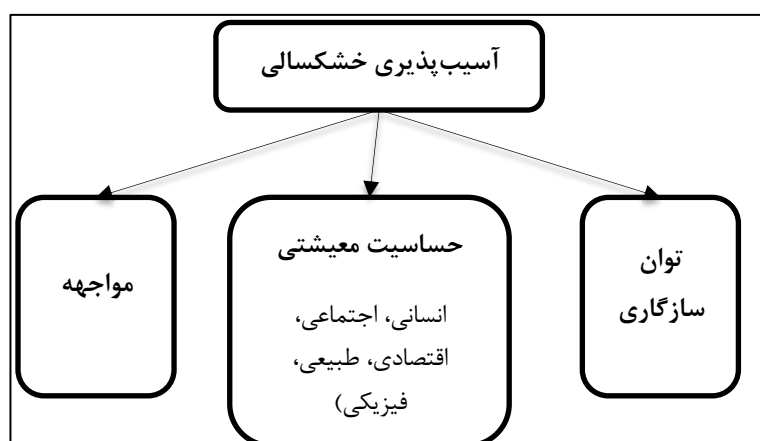 آسیب‌پذیری خشکسالی
توان
سازگاری
حساسیت معیشتی
انسانی، اجتماعی،
اقتصادی، طبیعی،
فیزیکی)
مواجهه